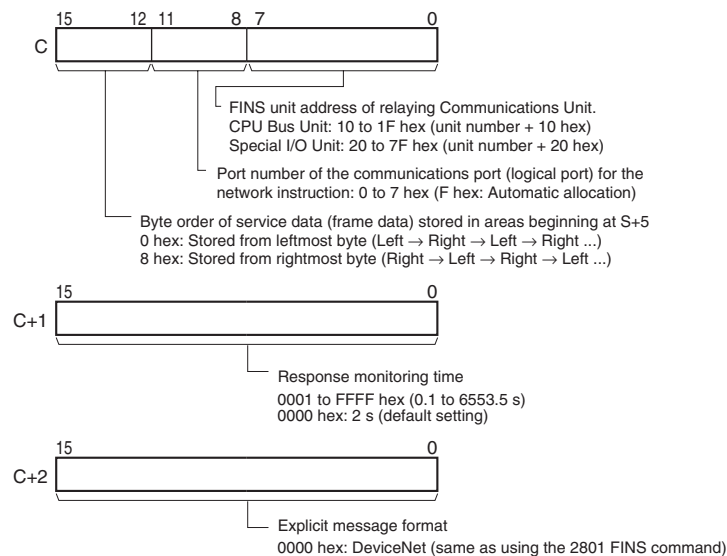 15 12 11 8 7 0
C
FINS unit address of relaying Communications Unit.
CPU Bus Unit: 10 to 1F hex (unit number + 10 hex)
Special I/O Unit: 20 to 7F hex (unit number + 20 hex)
Port number of the communications port (logical port) for the
network instruction: 0 to 7 hex (F hex: Automatic allocation)
Byte order of service data (frame data) stored in areas beginning at S+5
0 hex: Stored from leftmost byte (Left → Right → Left → Right ...)
8 hex: Stored from rightmost byte (Right → Left → Right → Left ...)
15 0
C+1
Response monitoring time
0001 to FFFF hex (0.1 to 6553.5 s)
0000 hex: 2 s (default setting)
15 0
C+2
Explicit message format
0000 hex: DeviceNet (same as using the 2801 FINS command)